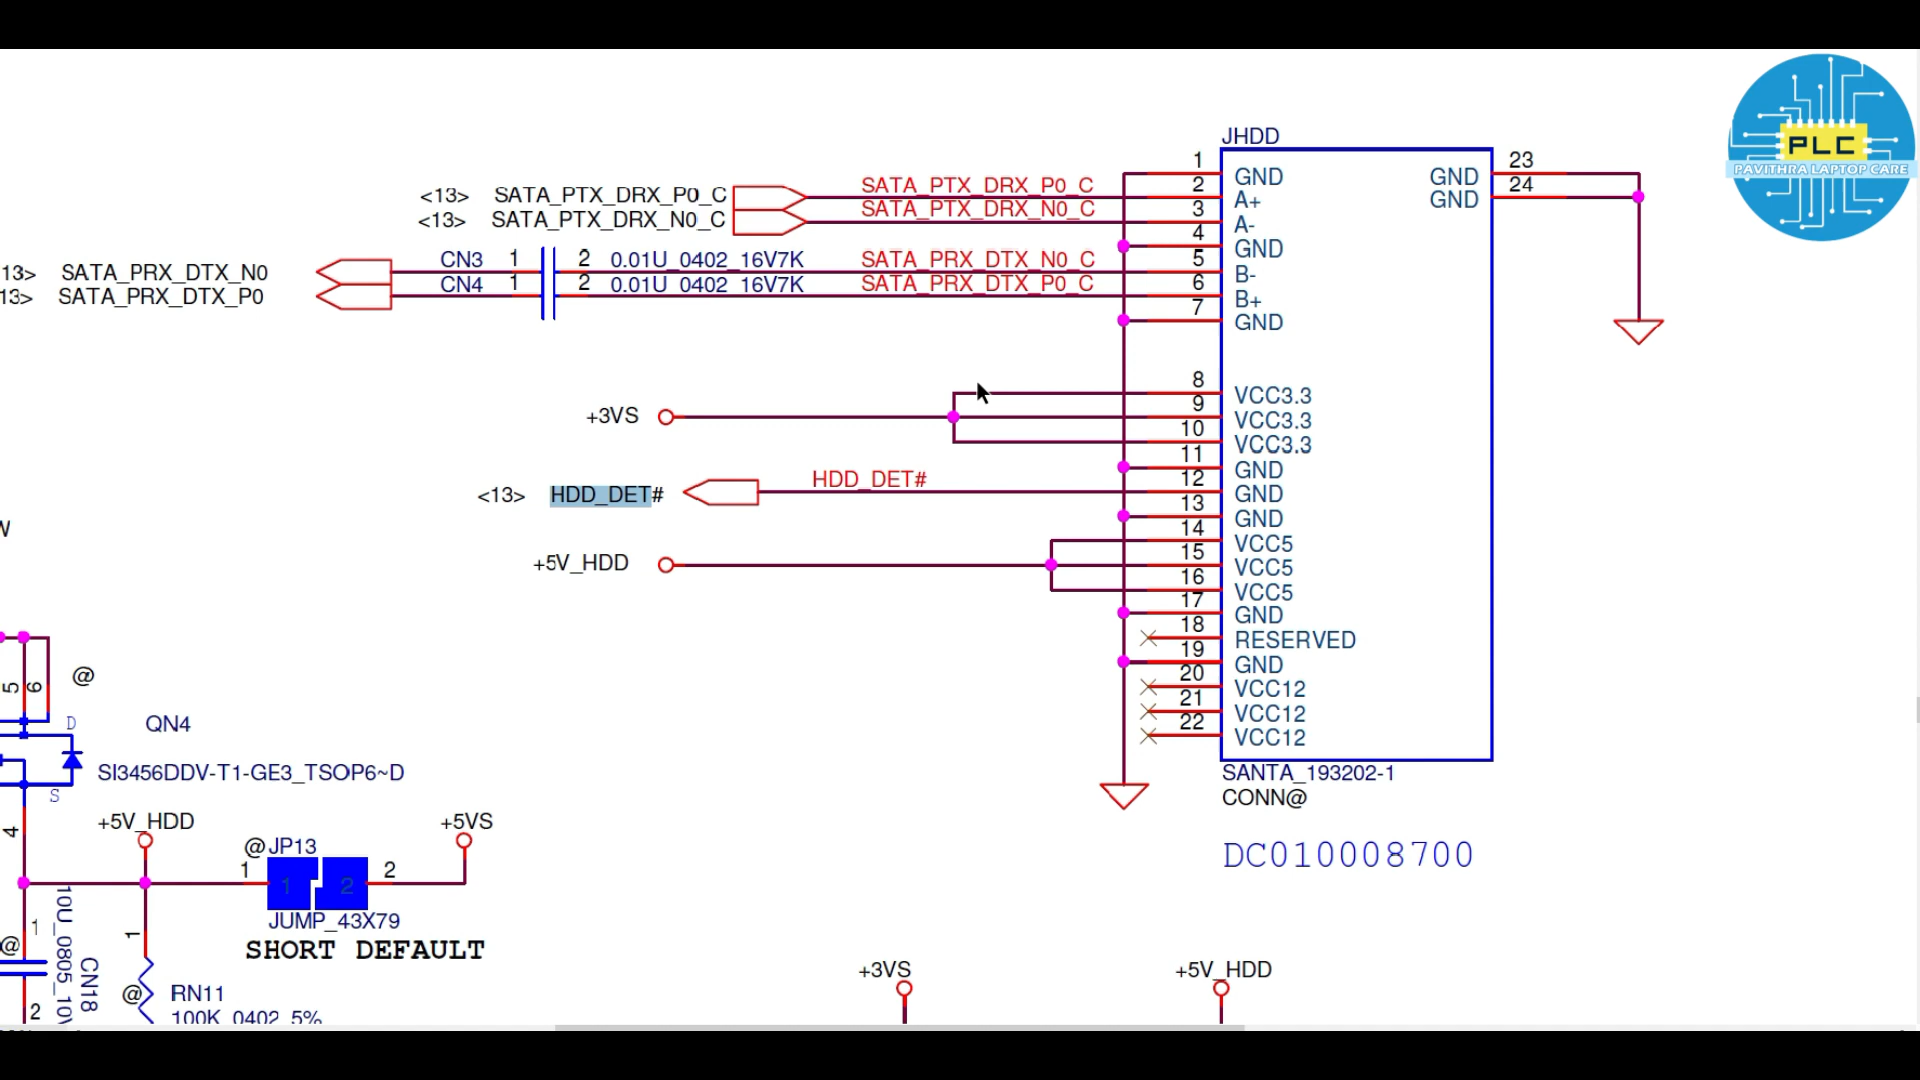 PLC
PAVITHRA LAPTOP CARE
JHDD
<13> SATA_PTX_DRX_P0_C
<13> SATA_PTX_DRX_N0_C
SATA_PTX_DRX_P0_C
SATA_PTX_DRX_N0_C
13> SATA_PRX_DTX_N0
13> SATA_PRX_DTX_P0
CN3 1 2 0.01U_0402_16V7K SATA_PRX_DTX_N0_C
CN4 1 2 0.01U_0402_16V7K SATA_PRX_DTX_P0_C
+3VS
<13> HDD_DET# HDD_DET#
+5V_HDD
1 GND
2 A+
3 A-
4 GND
5 B-
6 B+
7 GND
8 VCC3.3
9 VCC3.3
10 VCC3.3
11 GND
12 GND
13 GND
14 VCC5
15 VCC5
16 VCC5
17 GND
18 RESERVED
19 GND
20 VCC12
21 VCC12
22 VCC12
GND 23
GND 24
SANTA_193202-1
CONN@
DC010008700
W
5 6
@
D
QN4
SI3456DDV-T1-GE3_TSOP6~D
S
4
+5V_HDD
+5VS
@ JP13
1 2
1 2
JUMP_43X79
SHORT DEFAULT
1
@
10U_0805_10V
CN18
2
1
@ RN11
100K_0402_5%
+3VS
+5V_HDD